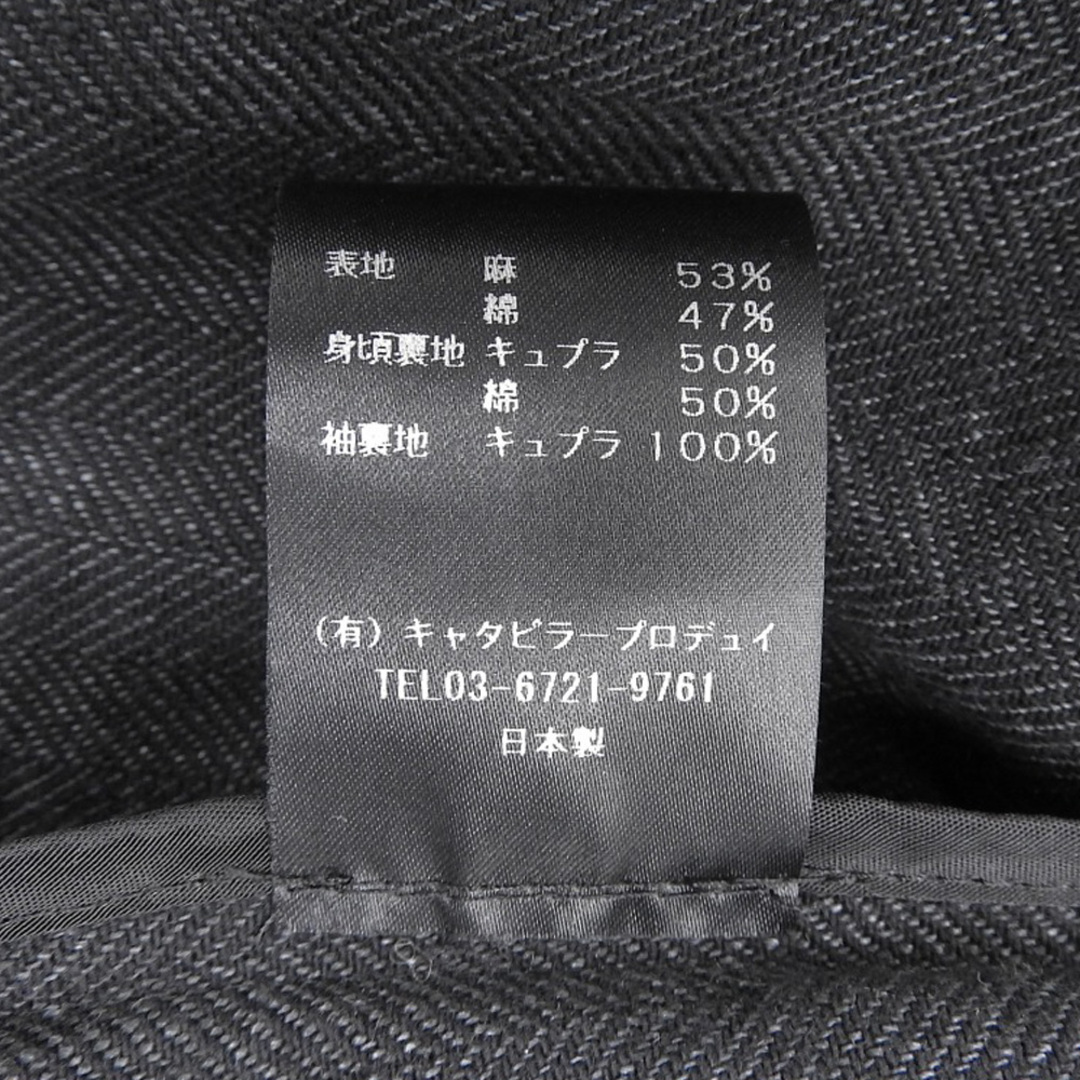 表地 麻 53%
綿 47%
身頃裏地 キュプラ 50%
綿 50%
袖裏地 キュプラ 100%
(有)キャタピラープロデュイ
TEL03-6721-9761
日本製